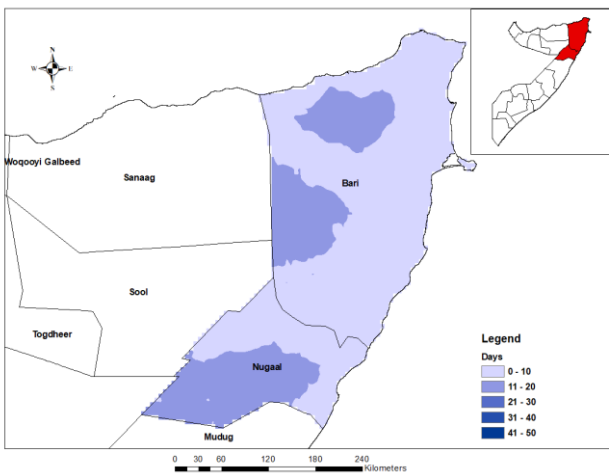 N
W E
S
Woqooyi Galbeed
Sanaag
Bari
Sool
Togdheer
Nugaal
Mudug
Legend
Days
0 - 10
11 - 20
21 - 30
31 - 40
41 - 50
0 30 60 120 180 240
Kilometers